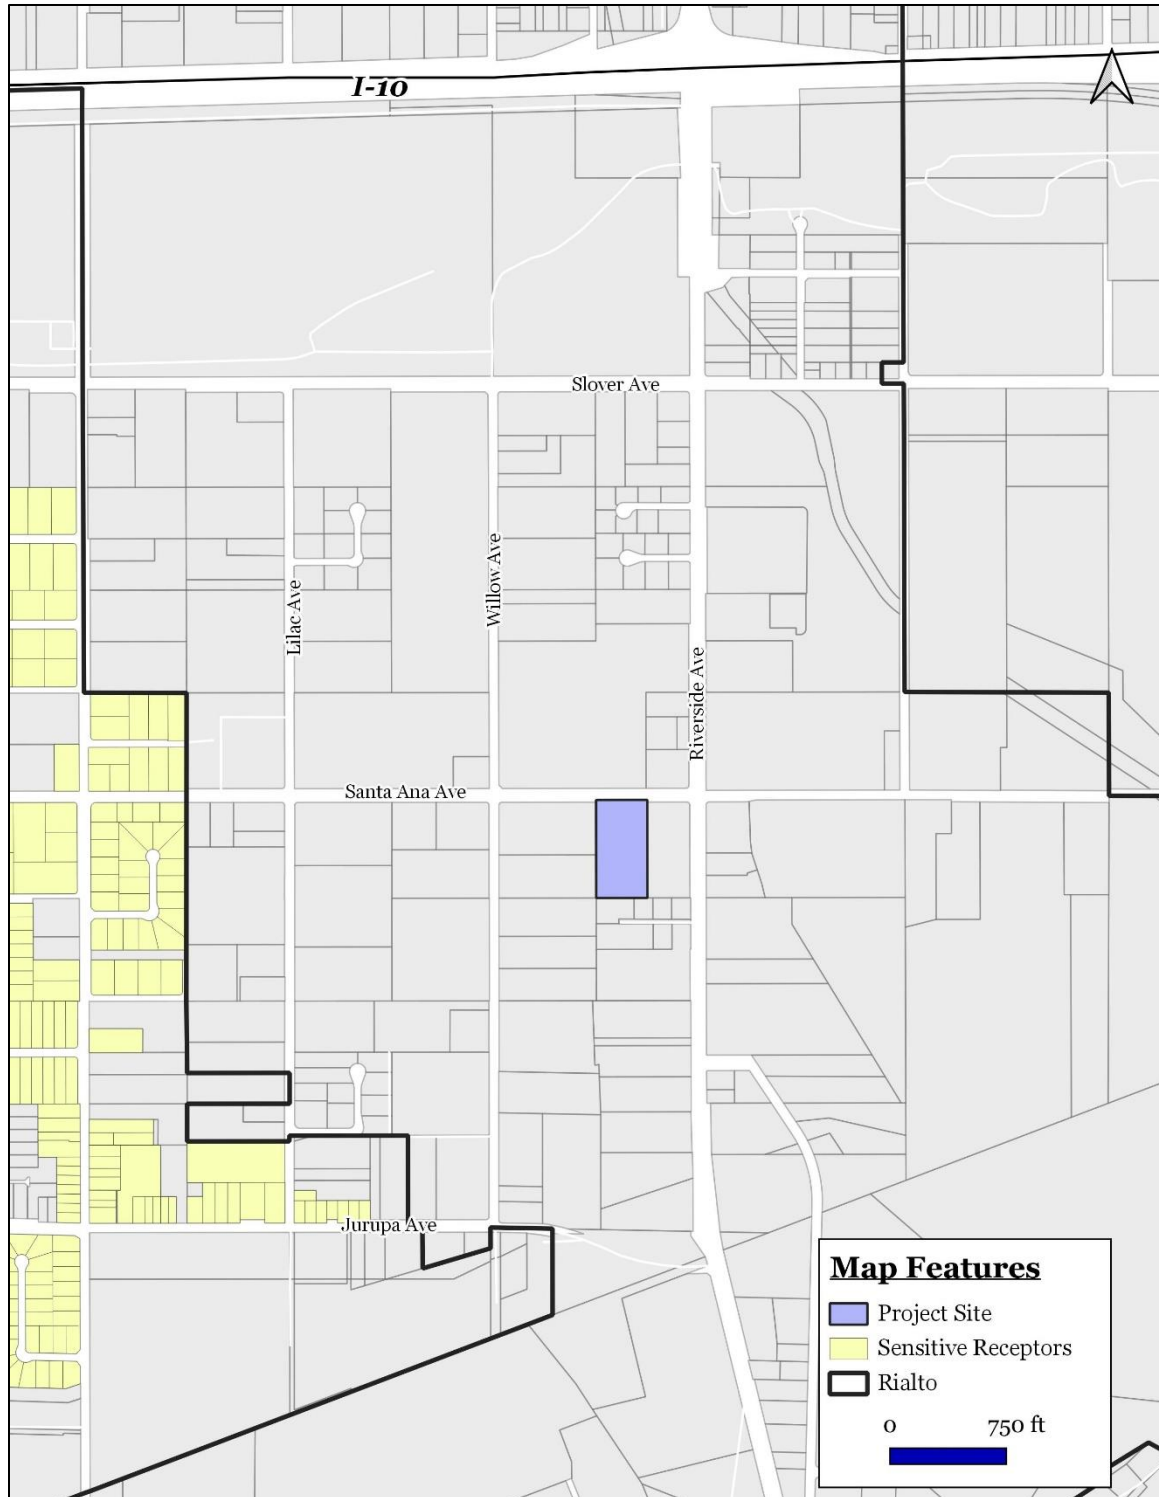 I-10
Slover Ave
Willow Ave
Lilac Ave
Riverside Ave
Santa Ana Ave
Jurupa Ave
Map Features
Project Site
Sensitive Receptors
Rialto
0 750 ft